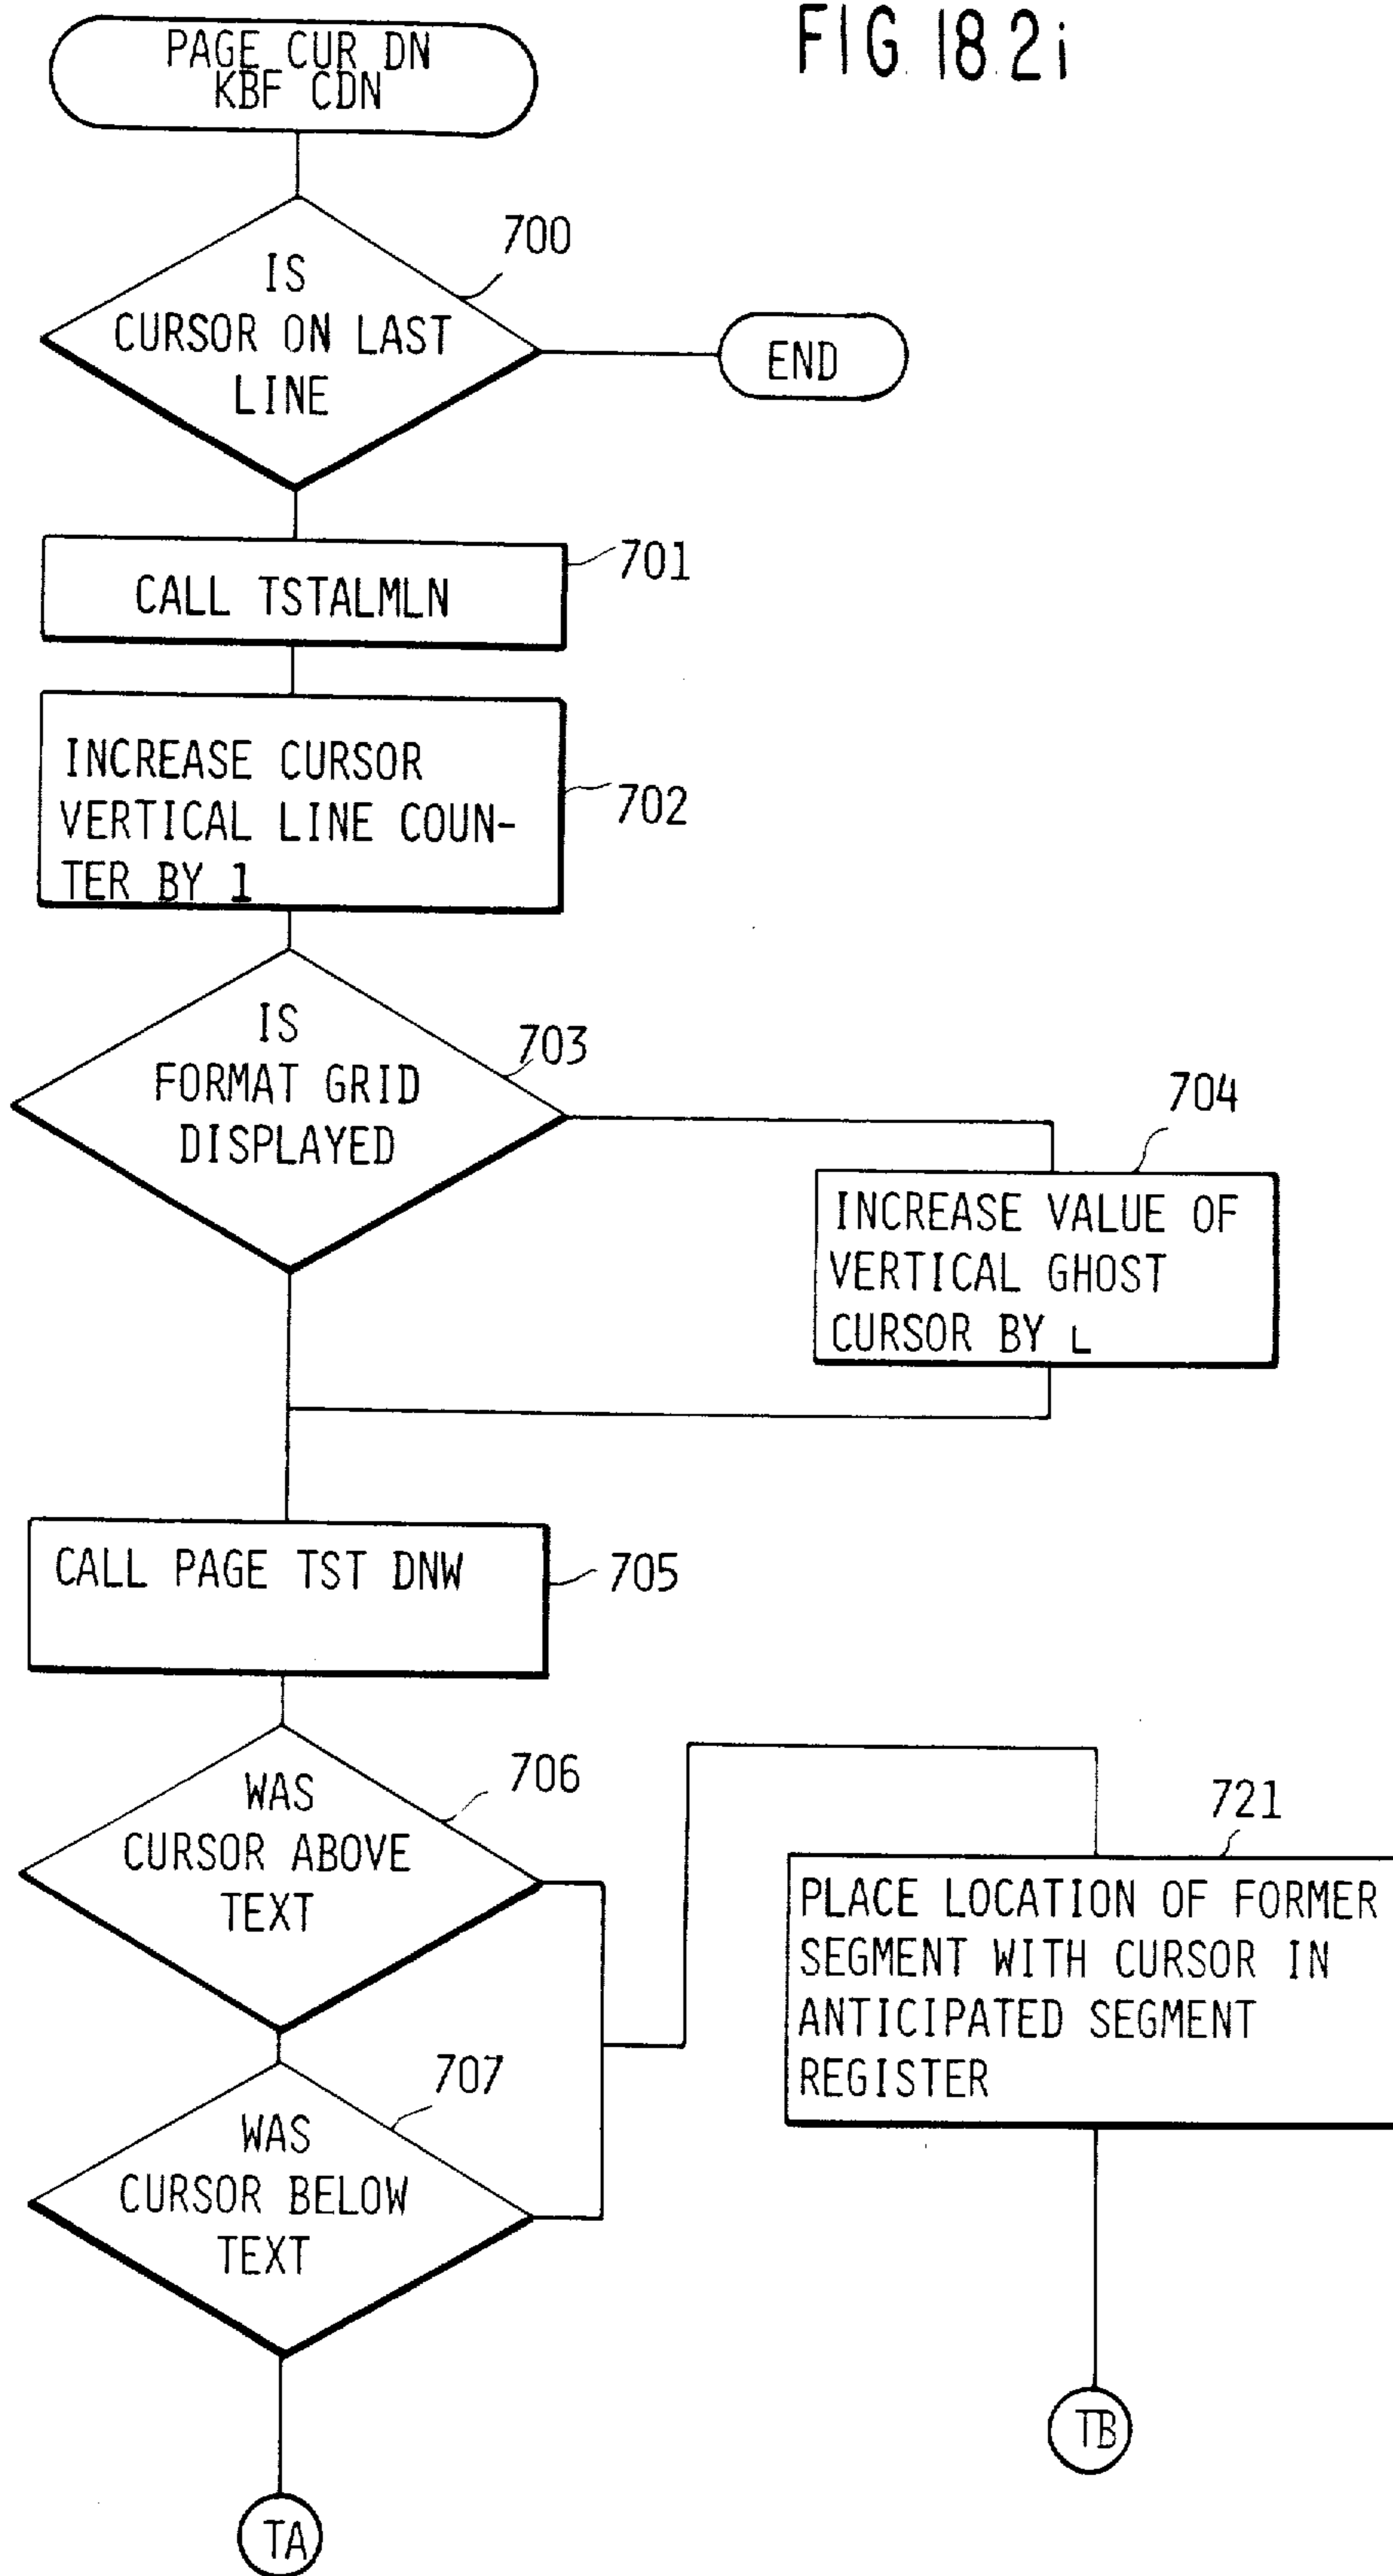 FIG 18.2i
PAGE CUR DN
KBF CDN
700
IS
CURSOR ON LAST
LINE
END
701
CALL TSTALMLN
702
INCREASE CURSOR
VERTICAL LINE COUN-
TER BY 1
703
IS
FORMAT GRID
DISPLAYED
704
INCREASE VALUE OF
VERTICAL GHOST
CURSOR BY L
CALL PAGE TST DNW
705
706
WAS
CURSOR ABOVE
TEXT
721
PLACE LOCATION OF FORMER
SEGMENT WITH CURSOR IN
ANTICIPATED SEGMENT
REGISTER
707
WAS
CURSOR BELOW
TEXT
TB
TA